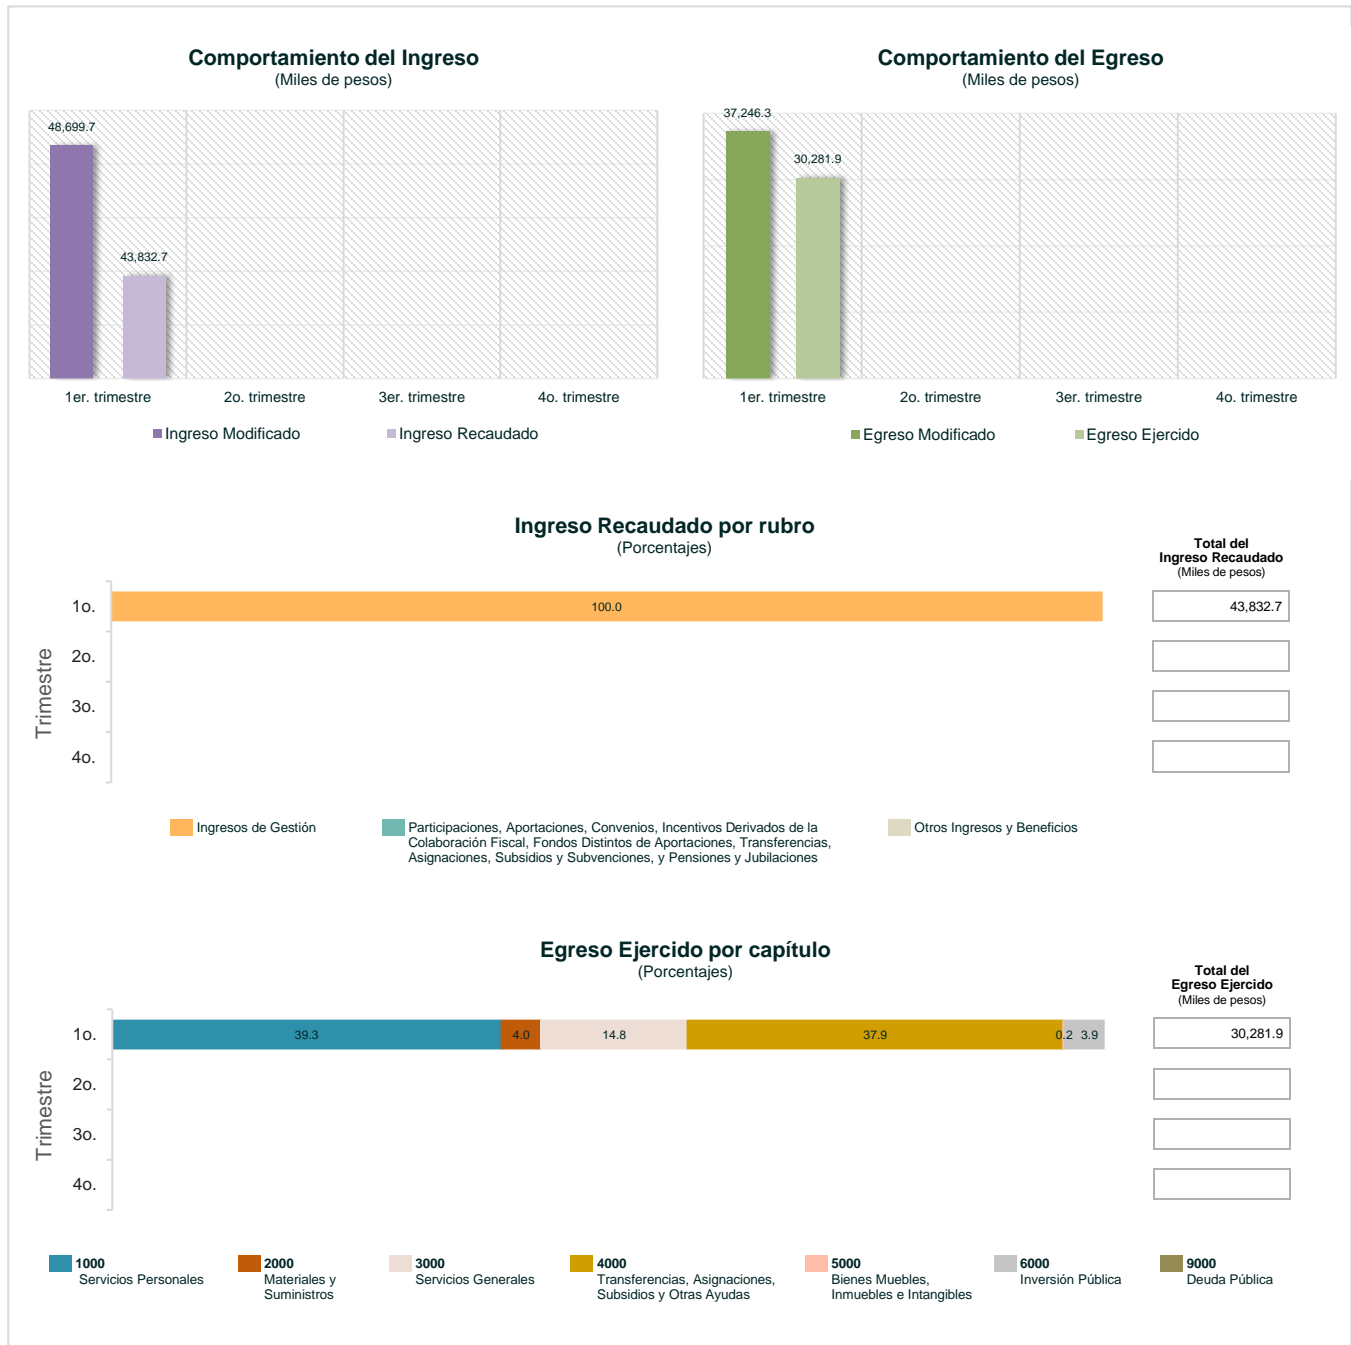 Comportamiento del Ingreso
(Miles de pesos)
48,699.7
43,832.7
1er. trimestre
2o. trimestre
3er. trimestre
4o. trimestre
Ingreso Modificado
Ingreso Recaudado
Comportamiento del Egreso
(Miles de pesos)
37,246.3
30,281.9
1er. trimestre
2o. trimestre
3er. trimestre
4o. trimestre
Egreso Modificado
Egreso Ejercido
Ingreso Recaudado por rubro
(Porcentajes)
Total del
Ingreso Recaudado
(Miles de pesos)
Trimestre
1o.
100.0
43,832.7
2o.
3o.
4o.
Ingresos de Gestión
Participaciones, Aportaciones, Convenios, Incentivos Derivados de la
Colaboración Fiscal, Fondos Distintos de Aportaciones, Transferencias,
Asignaciones, Subsidios y Subvenciones, y Pensiones y Jubilaciones
Otros Ingresos y Beneficios
Egreso Ejercido por capítulo
(Porcentajes)
Total del
Egreso Ejercido
(Miles de pesos)
Trimestre
1o.
39.3
4.0
14.8
37.9
0.2
3.9
30,281.9
2o.
3o.
4o.
1000
Servicios Personales
2000
Materiales y
Suministros
3000
Servicios Generales
4000
Transferencias, Asignaciones,
Subsidios y Otras Ayudas
5000
Bienes Muebles,
Inmuebles e Intangibles
6000
Inversión Pública
9000
Deuda Pública